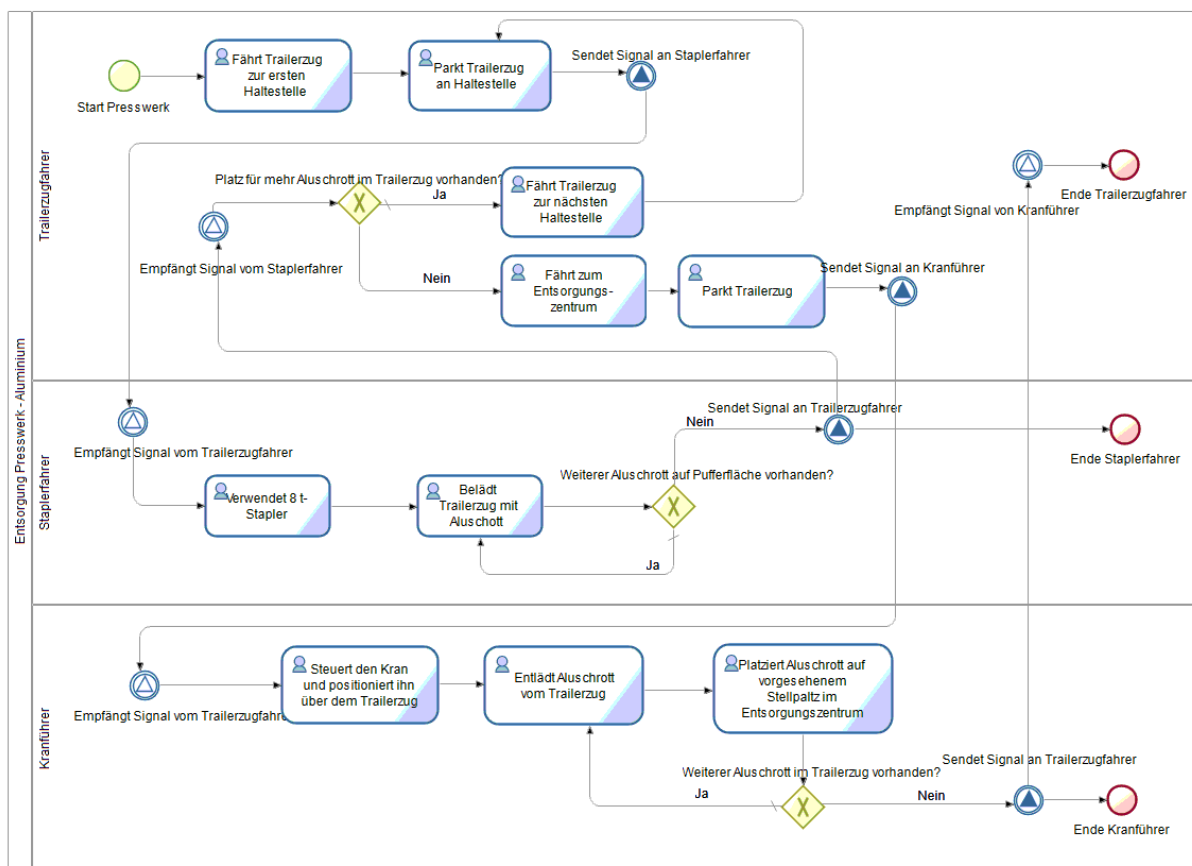 Entsorgung Presswerk - Aluminium
Trailerzugfahrer
Start Presswerk
Fährt Trailerzug
zur ersten
Haltestelle
Parkt Trailerzug
an Haltestelle
Sendet Signal an Staplerfahrer
Platz für mehr Aluschrott im Trailerzug vorhanden?
Ja
Fährt Trailerzug
zur nächsten
Haltestelle
Empfängt Signal vom Staplerfahrer
Nein
Fährt zum
Entsorgungs-
zentrum
Parkt Trailerzug
Sendet Signal an Kranführer
Empfängt Signal von Kranführer
Ende Trailerzugfahrer
Staplerfahrer
Empfängt Signal vom Trailerzugfahrer
Verwendet 8 t-
Stapler
Belädt
Trailerzug mit
Aluschott
Weiterer Aluschrott auf Pufferfläche vorhanden?
Ja
Nein
Sendet Signal an Trailerzugfahrer
Ende Staplerfahrer
Kranführer
Empfängt Signal vom Trailerzugfahrer
Steuert den Kran
und positioniert ihn
über dem Trailerzug
Entlädt Aluschrott
vom Trailerzug
Platziert Aluschrott auf
vorgesehenem
Stellpaltz im
Entsorgungszentrum
Weiterer Aluschrott im Trailerzug vorhanden?
Ja
Nein
Sendet Signal an Trailerzugfahrer
Ende Kranführer